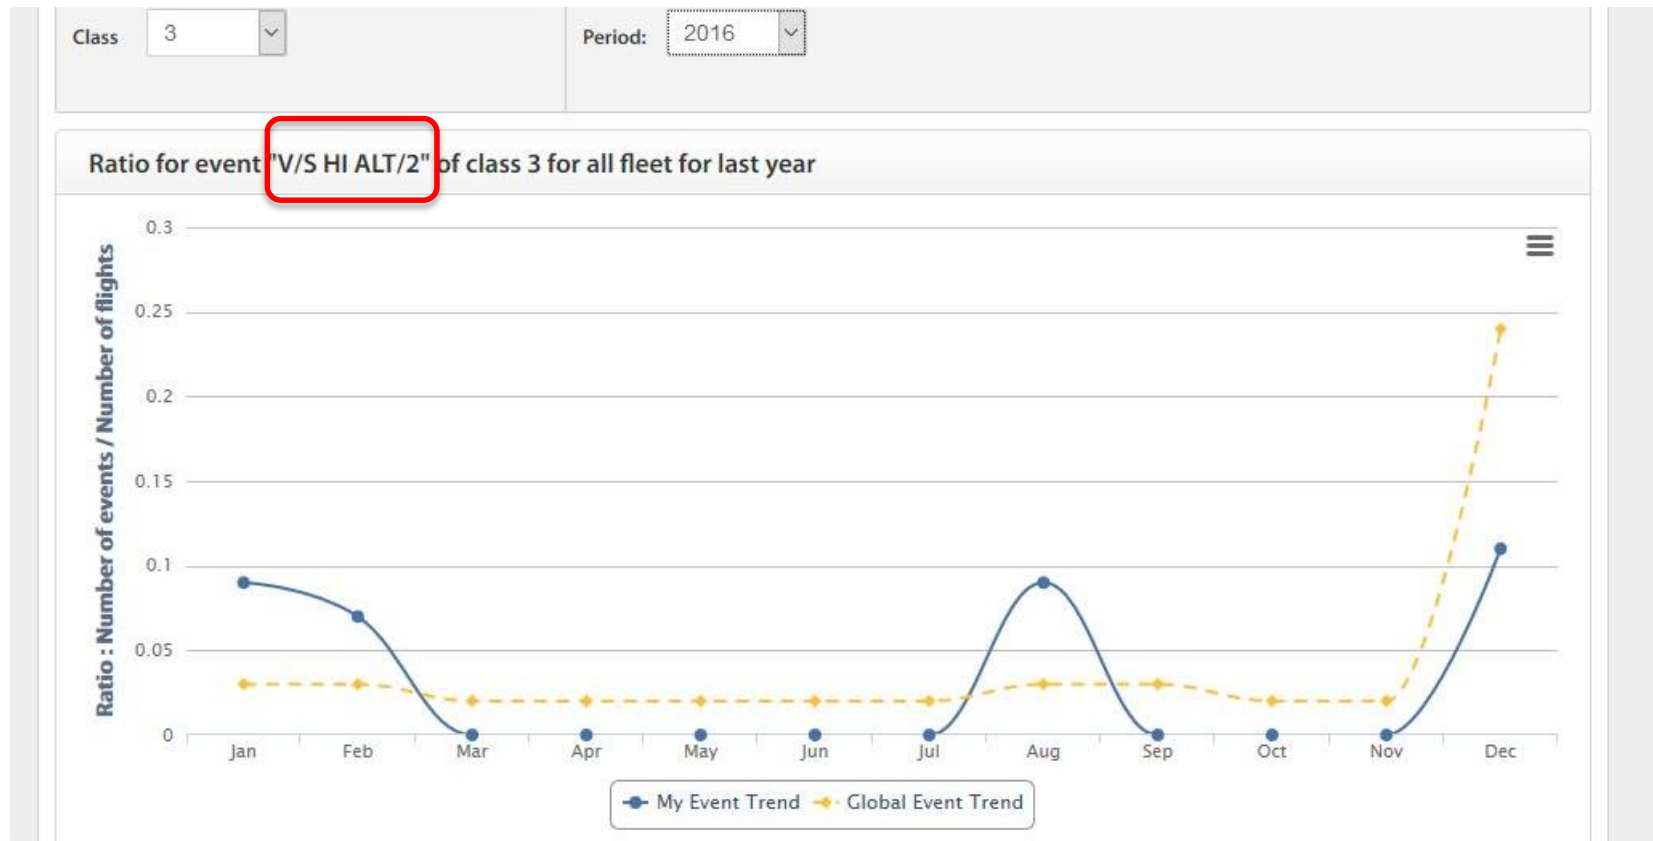 Class 3 Period: 2016
Ratio for event "V/S HI ALT/2" of class 3 for all fleet for last year
Ratio : Number of events / Number of flights
0.3
0.25
0.2
0.15
0.1
0.05
0
Jan Feb Mar Apr May Jun Jul Aug Sep Oct Nov Dec
My Event Trend Global Event Trend